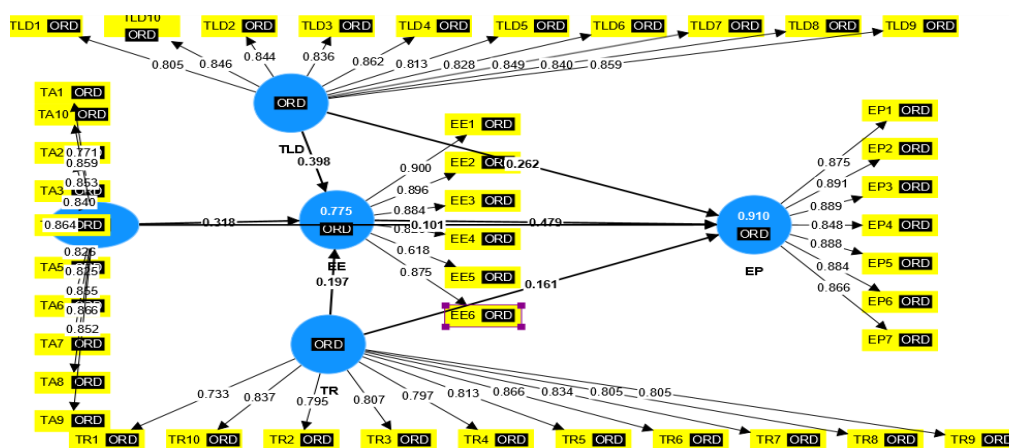 TLD1 ORD
TLD10 ORD
TLD2 ORD
TLD3 ORD
TLD4 ORD
TLD5 ORD
TLD6 ORD
TLD7 ORD
TLD8 ORD
TLD9 ORD
0.805 0.846 0.844 0.836 0.862 0.813 0.828 0.849 0.840 0.859
ORD
TLD
0.398
0.262
TA1 ORD
TA10 ORD
TA2
TA3 ORD
ORD
TA5 ORD
TA6 ORD
TA7 ORD
TA8 ORD
TA9 ORD
0.771
0.859
0.853
0.840
0.864
0.826
0.825
0.855
0.866
0.852
0.318
0.775
ORD
EE
0.197
0.101
0.479
EE1 ORD
EE2 ORD
EE3 ORD
EE4 ORD
EE5 ORD
EE6 ORD
0.900
0.896
0.884
0.618
0.875
0.910
ORD
EP
EP1 ORD
EP2 ORD
EP3 ORD
EP4 ORD
EP5 ORD
EP6 ORD
EP7 ORD
0.875
0.891
0.889
0.848
0.888
0.884
0.866
0.161
ORD
TR
0.733 0.837 0.795 0.807 0.797 0.813 0.866 0.834 0.805 0.805
TR1 ORD
TR10 ORD
TR2 ORD
TR3 ORD
TR4 ORD
TR5 ORD
TR6 ORD
TR7 ORD
TR8 ORD
TR9 ORD